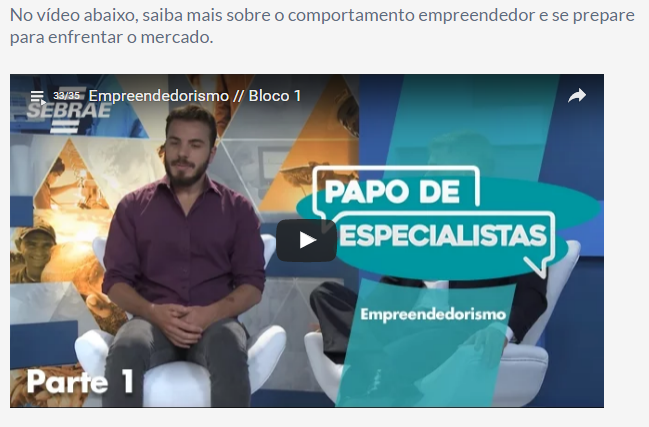 No vídeo abaixo, saiba mais sobre o comportamento empreendedor e se prepare
para enfrentar o mercado.
33/35 Empreendedorismo // Bloco 1
SEBRAE
PAPO DE
ESPECIALISTAS
Empreendedorismo
Parte 1